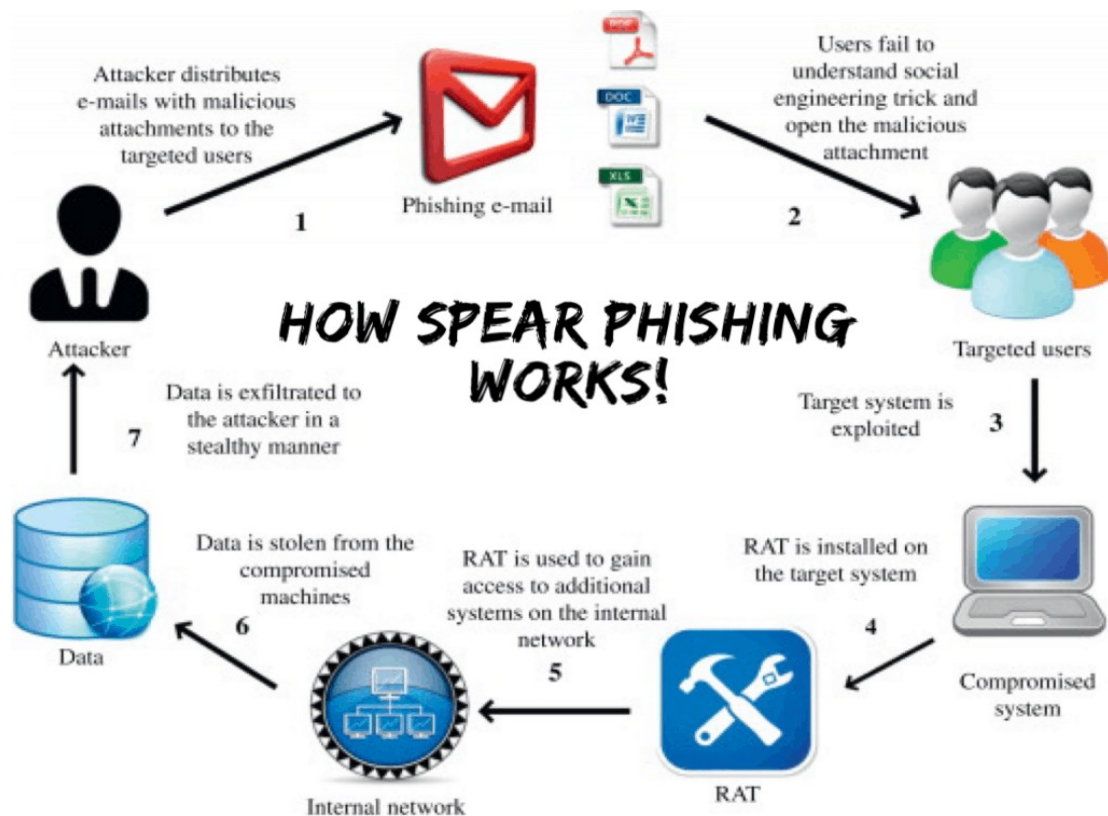 Attacker distributes
e-mails with malicious
attachments to the
targeted users
1
Phishing e-mail
PDF
DOC
W
XLS
X
Users fail to
understand social
engineering trick and
open the malicious
attachment
2
Attacker
HOW SPEAR PHISHING
WORKS!
Targeted users
Target system is
exploited
3
Compromised
system
RAT is installed on
the target system
4
RAT
RAT is used to gain
access to additional
systems on the internal
network
5
Internal network
Data is stolen from the
compromised
machines
6
Data
Data is exfiltrated to
the attacker in a
stealthy manner
7